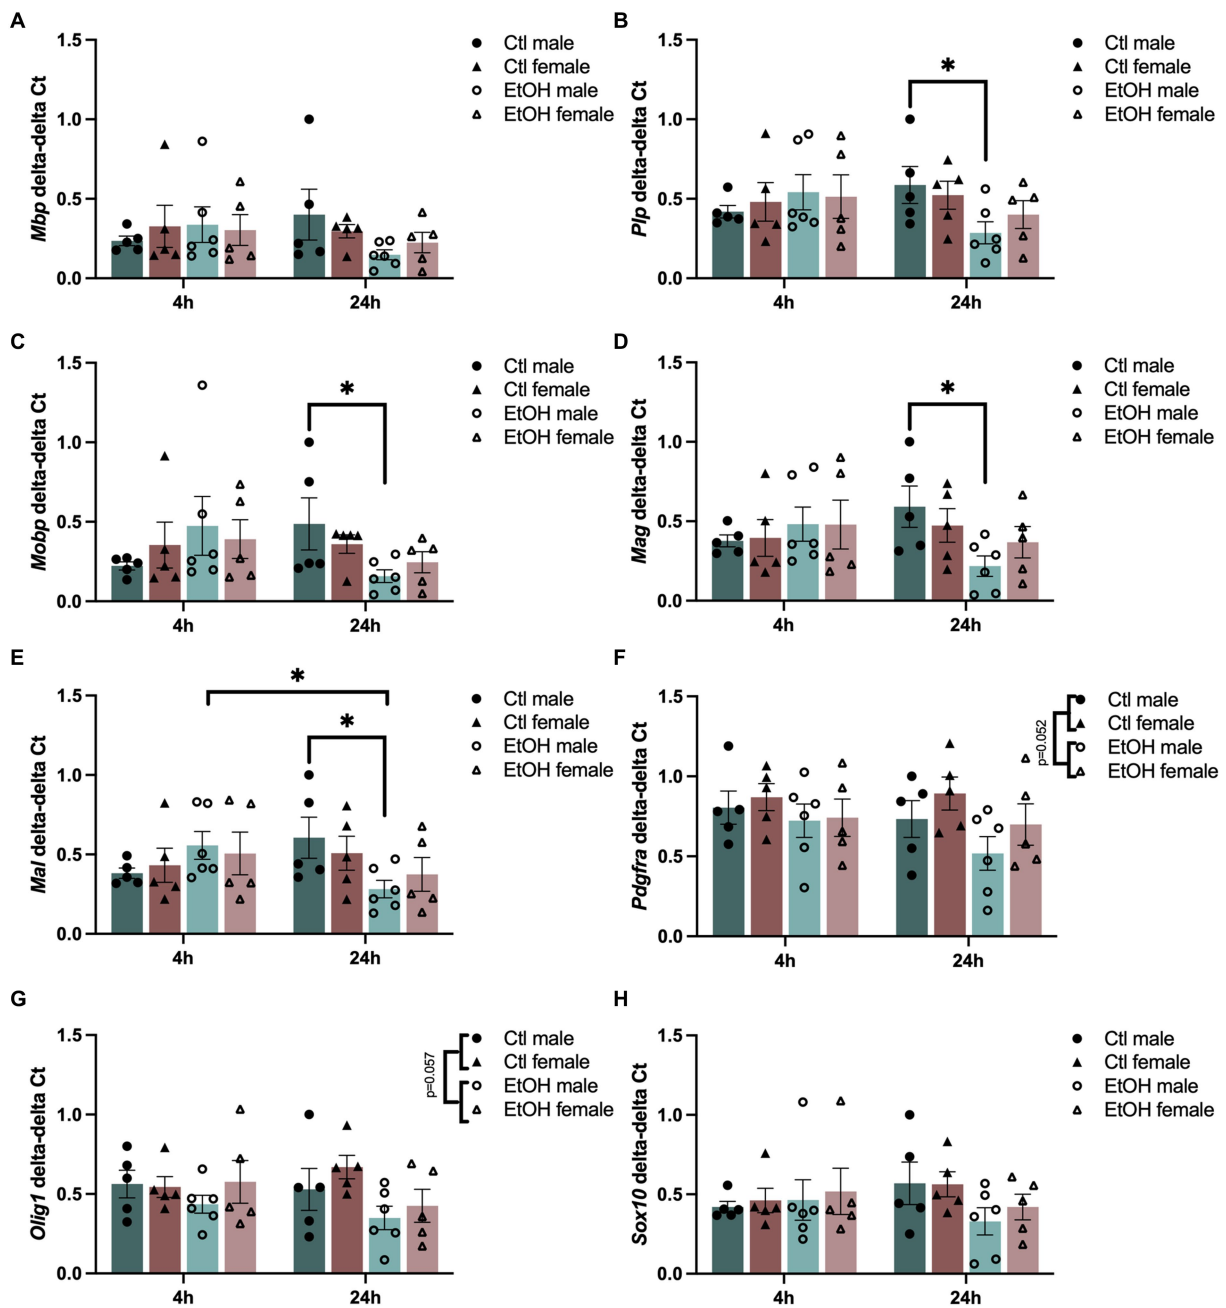 A
Mbp delta-delta Ct
1.5
1.0
0.5
0.0
4h
24h
Ctl male
Ctl female
EtOH male
EtOH female
B
Plp delta-delta Ct
1.5
1.0
0.5
0.0
*
4h
24h
Ctl male
Ctl female
EtOH male
EtOH female
C
Mobp delta-delta Ct
1.5
1.0
0.5
0.0
*
4h
24h
Ctl male
Ctl female
EtOH male
EtOH female
D
Mag delta-delta Ct
1.5
1.0
0.5
0.0
*
4h
24h
Ctl male
Ctl female
EtOH male
EtOH female
E
Mal delta-delta Ct
1.5
1.0
0.5
0.0
*
*
4h
24h
Ctl male
Ctl female
EtOH male
EtOH female
F
Pdgfra delta-delta Ct
1.5
1.0
0.5
0.0
4h
24h
p=0.052
Ctl male
Ctl female
EtOH male
EtOH female
G
Olig1 delta-delta Ct
1.5
1.0
0.5
0.0
4h
24h
p=0.057
Ctl male
Ctl female
EtOH male
EtOH female
H
Sox10 delta-delta Ct
1.5
1.0
0.5
0.0
4h
24h
Ctl male
Ctl female
EtOH male
EtOH female